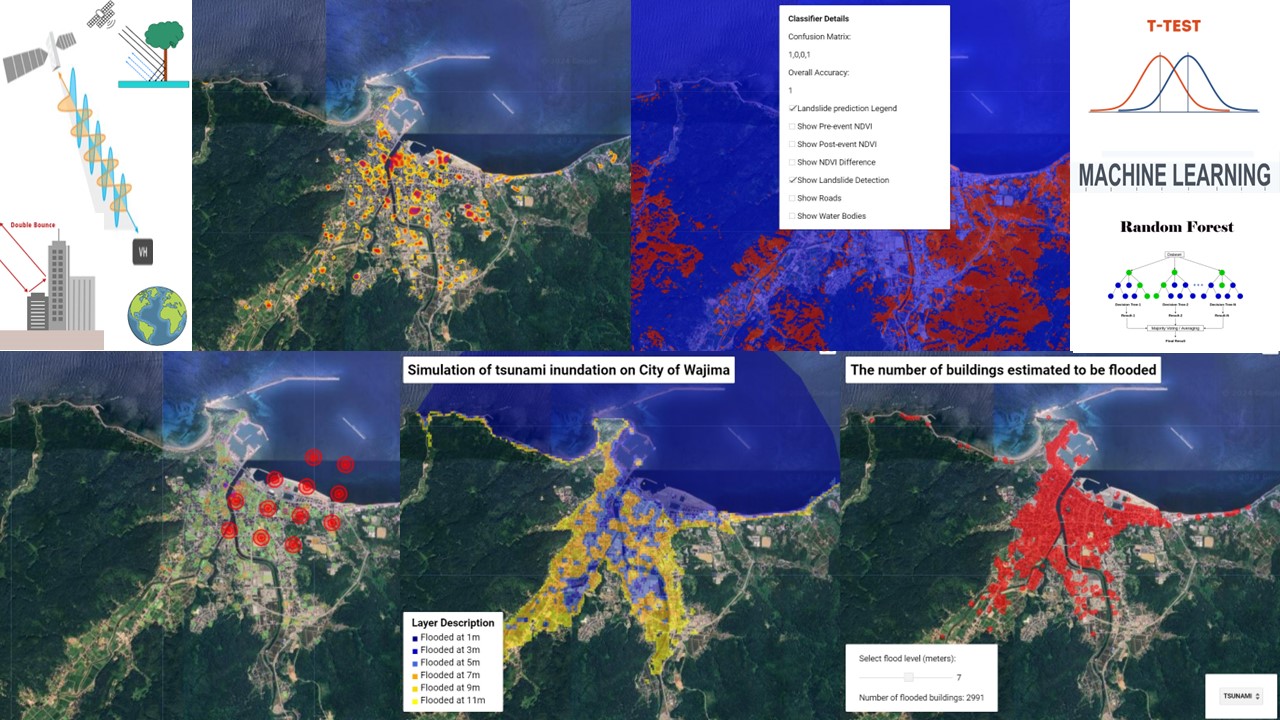 Double Bounce
VH
Classifier Details
Confusion Matrix:
1,0,0,1
Overall Accuracy:
1
Landslide prediction Legend
Show Pre-event NDVI
Show Post-event NDVI
Show NDVI Difference
Show Landslide Detection
Show Roads
Show Water Bodies
T-TEST
MACHINE LEARNING
Random Forest
Dataset
Decision Tree-1
Decision Tree-2
Decision Tree-N
Result-1
Result-2
Result-N
Majority Voting / Averaging
Final Result
Simulation of tsunami inundation on City of Wajima
Layer Description
Flooded at 1m
Flooded at 3m
Flooded at 5m
Flooded at 7m
Flooded at 9m
Flooded at 11m
The number of buildings estimated to be flooded
Select flood level (meters):
7
Number of flooded buildings: 2991
TSUNAMI